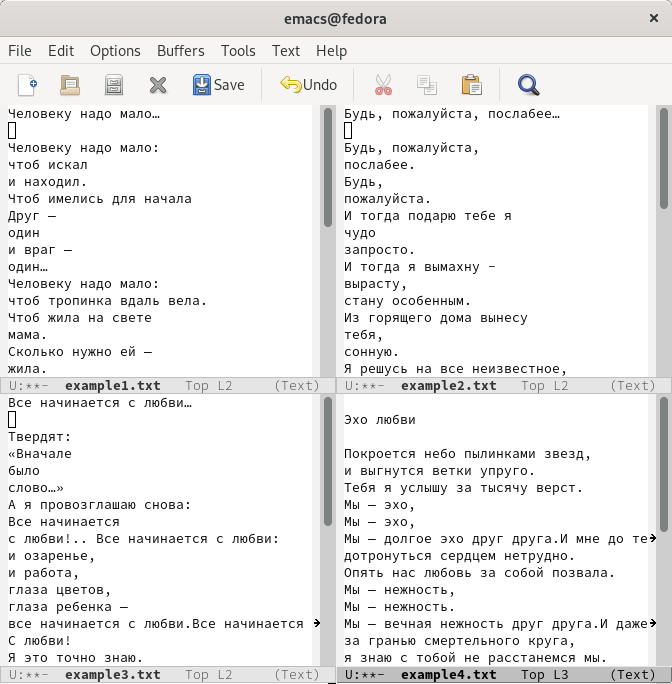 emacs@fedora
File Edit Options Buffers Tools Text Help
Save Undo
Человеку надо мало…
Человеку надо мало:
чтоб искал
и находил.
Чтоб имелись для начала
Друг —
один
и враг —
один…
Человеку надо мало:
чтоб тропинка вдаль вела.
Чтоб жила на свете
мама.
Сколько нужно ей —
жила.
U:**- example1.txt Top L2 (Text)
Будь, пожалуйста, послабее…
Будь, пожалуйста,
послабее.
Будь,
пожалуйста.
И тогда подарю тебе я
чудо
запросто.
И тогда я вымахну –
вырасту,
стану особенным.
Из горящего дома вынесу
тебя,
сонную.
Я решусь на все неизвестное,
U:**- example2.txt Top L2 (Text)
Все начинается с любви…
Твердят:
«Вначале
было
слово…»
А я провозглашаю снова:
Все начинается
с любви!.. Все начинается с любви:
и озаренье,
и работа,
глаза цветов,
глаза ребенка —
все начинается с любви.Все начинается
С любви!
Я это точно знаю.
U:**- example3.txt Top L2 (Text)
Эхо любви
Покроется небо пылинками звезд,
и выгнутся ветки упруго.
Тебя я услышу за тысячу верст.
Мы — эхо,
Мы — эхо,
Мы — долгое эхо друг друга.И мне до те
дотронуться сердцем нетрудно.
Опять нас любовь за собой позвала.
Мы — нежность,
Мы — нежность.
Мы — вечная нежность друг друга.И даже
за гранью смертельного круга,
я знаю с тобой не расстанемся мы.
U:**- example4.txt Top L3 (Text)